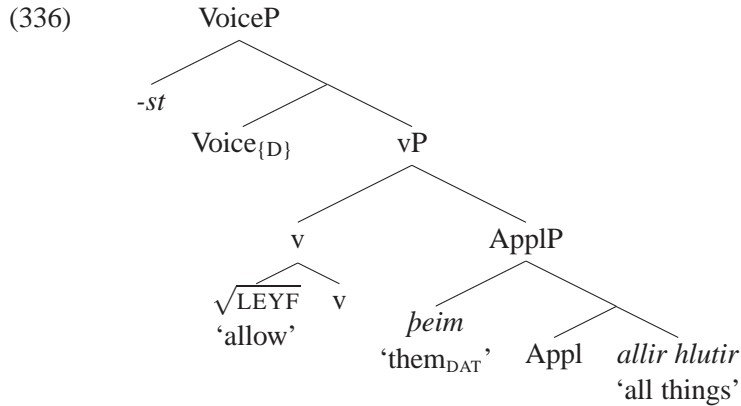 (336) VoiceP
-st
Voice{D} vP
v ApplP
√LEYF v
'allow'
þeim
'themDAT'
Appl allir hlutir
'all things'